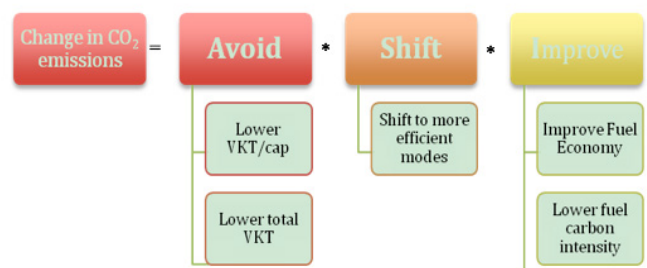 Change in CO₂
emissions
=
Avoid
*
Shift
*
Improve
Lower
VKT/cap
Lower total
VKT
Shift to more
efficient
modes
Improve Fuel
Economy
Lower fuel
carbon
intensity